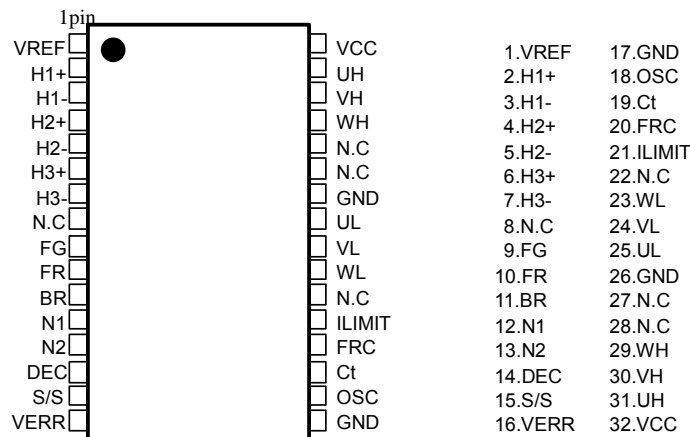 1pin
VREF VCC
H1+ UH
H1- VH
H2+ WH
H2- N.C
H3+ N.C
H3- GND
N.C UL
FG VL
FR WL
BR N.C
N1 ILIMIT
N2 FRC
DEC Ct
S/S OSC
VERR GND
1.VREF 17.GND
2.H1+ 18.OSC
3.H1- 19.Ct
4.H2+ 20.FRC
5.H2- 21.ILIMIT
6.H3+ 22.N.C
7.H3- 23.WL
8.N.C 24.VL
9.FG 25.UL
10.FR 26.GND
11.BR 27.N.C
12.N1 28.N.C
13.N2 29.WH
14.DEC 30.VH
15.S/S 31.UH
16.VERR 32.VCC